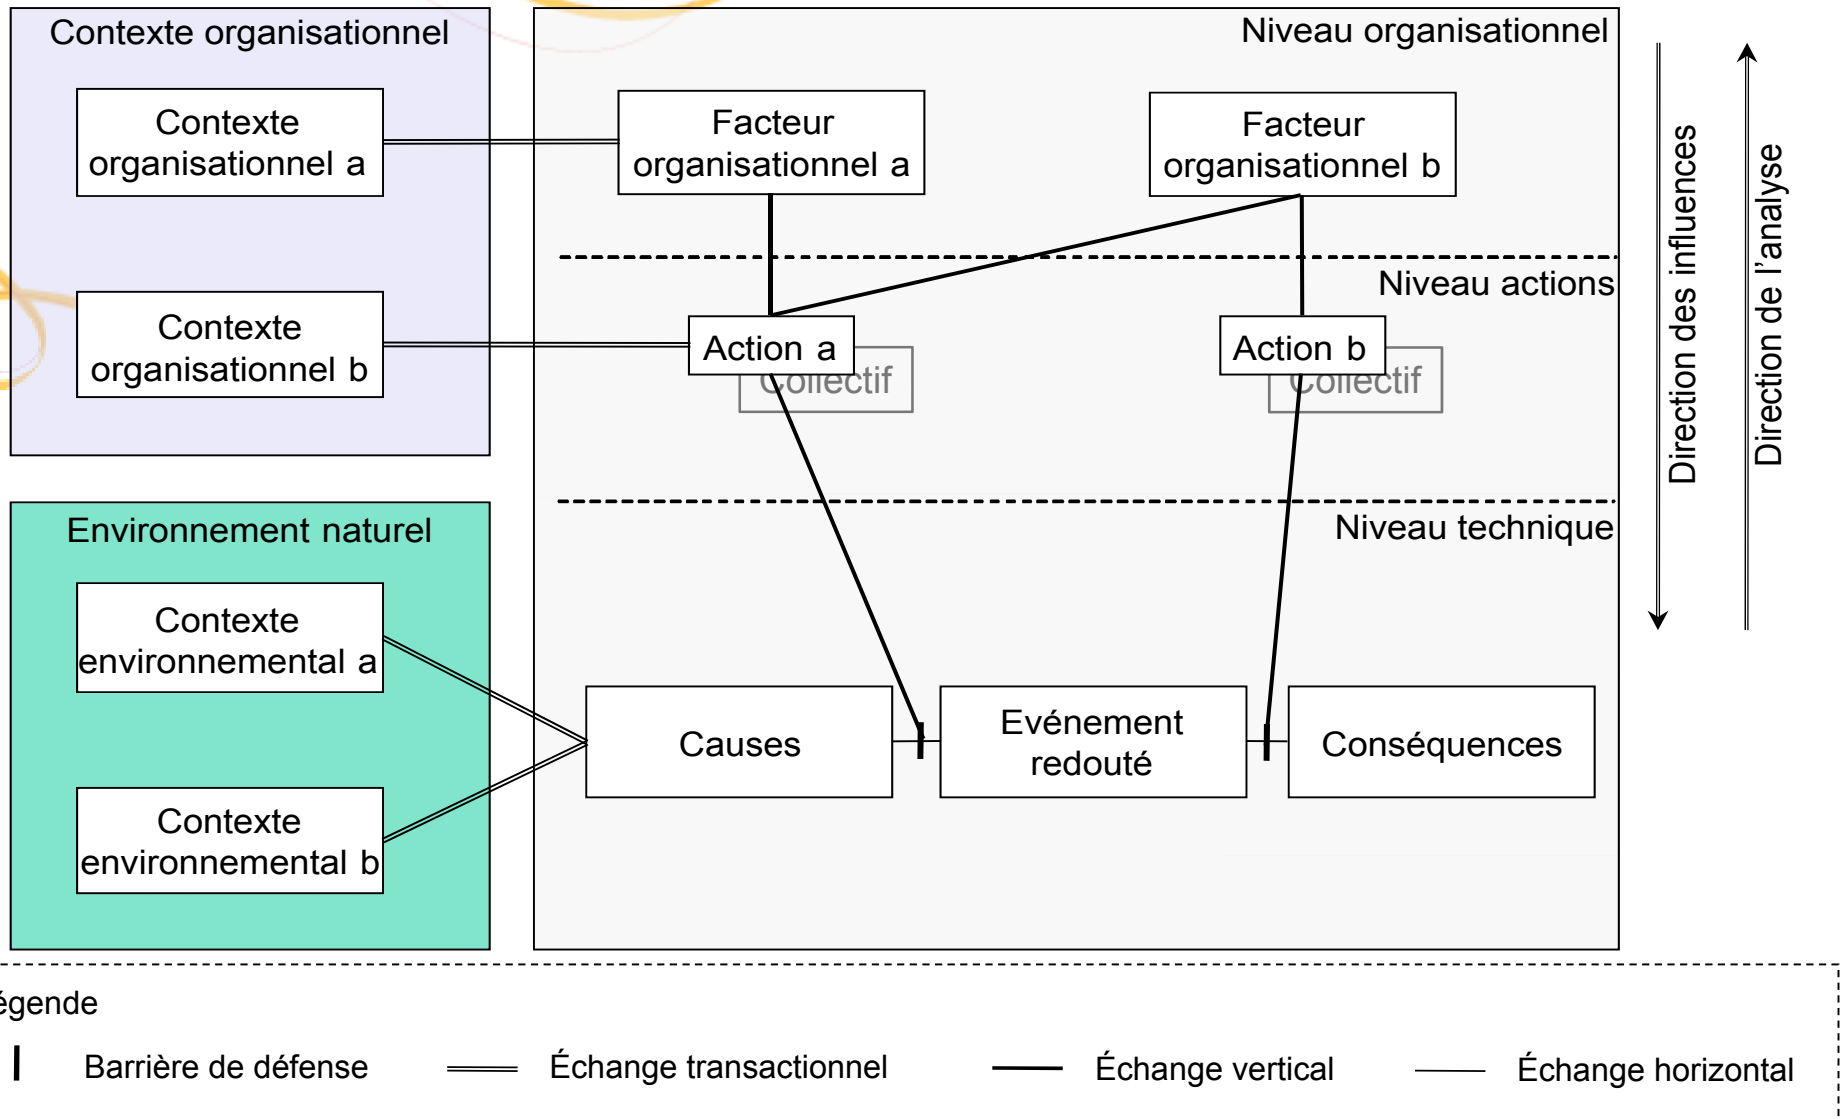 Contexte organisationnel
Contexte
organisationnel a
Contexte
organisationnel b
Environnement naturel
Contexte
environnemental a
Contexte
environnemental b
Niveau organisationnel
Facteur
organisationnel a
Facteur
organisationnel b
Niveau actions
Action a
Collectif
Action b
Collectif
Niveau technique
Causes
Evénement
redouté
Conséquences
Direction des influences
Direction de l'analyse
égende
Barrière de défense
Échange transactionnel
Échange vertical
Échange horizontal